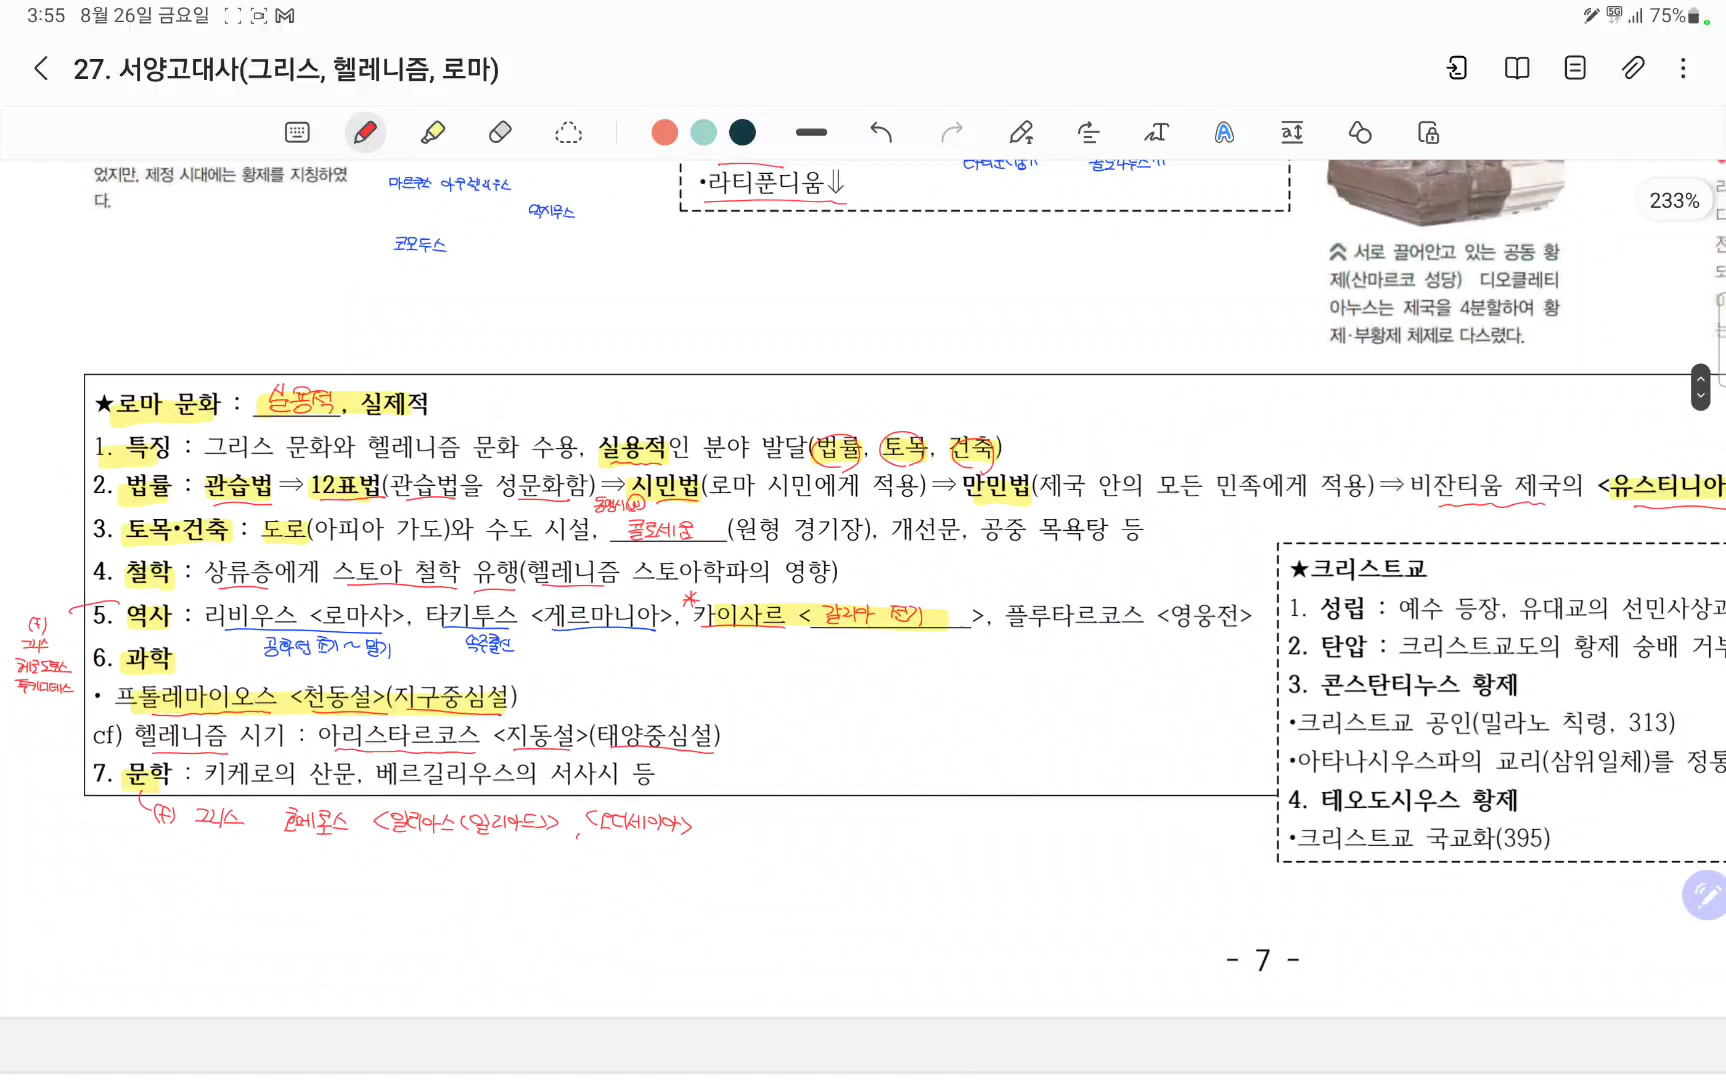 3:55 8월 26일 금요일
75%
27. 서양고대사(그리스, 헬레니즘, 로마)
었지만, 제정 시대에는 황제를 지칭하였
다.
마르쿠스 아우렐리우스
막시무스
코모두스
•라티푼디움⇓
233%
서로 끌어안고 있는 공동 황
제(산마르코 성당) 디오클레티
아누스는 제국을 4분할하여 황
제·부황제 체제로 다스렸다.
★로마 문화 : 실용적, 실제적
1. 특징 : 그리스 문화와 헬레니즘 문화 수용, 실용적인 분야 발달(법률, 토목, 건축)
2. 법률 : 관습법⇒12표법(관습법을 성문화함)⇒시민법(로마 시민에게 적용)⇒만민법(제국 안의 모든 민족에게 적용)⇒비잔티움 제국의 <유스티니아
3. 토목•건축 : 도로(아피아 가도)와 수도 시설, 콜로세움(원형 경기장), 개선문, 공중 목욕탕 등
4. 철학 : 상류층에게 스토아 철학 유행(헬레니즘 스토아학파의 영향)
5. 역사 : 리비우스 <로마사>, 타키투스 <게르마니아>, 카이사르 < 갈리아 전기 >, 플루타르코스 <영웅전>
공화정 초기 ~ 말기
cf)
그리스
헤로도토스
투키디데스
6. 과학
• 프톨레마이오스 <천동설>(지구중심설)
cf) 헬레니즘 시기 : 아리스타르코스 <지동설>(태양중심설)
7. 문학 : 키케로의 산문, 베르길리우스의 서사시 등
cf) 그리스 호메로스 <일리아스(일리아드)>, <오디세이아>
★크리스트교
1. 성립 : 예수 등장, 유대교의 선민사상과
2. 탄압 : 크리스트교도의 황제 숭배 거부
3. 콘스탄티누스 황제
•크리스트교 공인(밀라노 칙령, 313)
•아타나시우스파의 교리(삼위일체)를 정통
4. 테오도시우스 황제
•크리스트교 국교화(395)
- 7 -